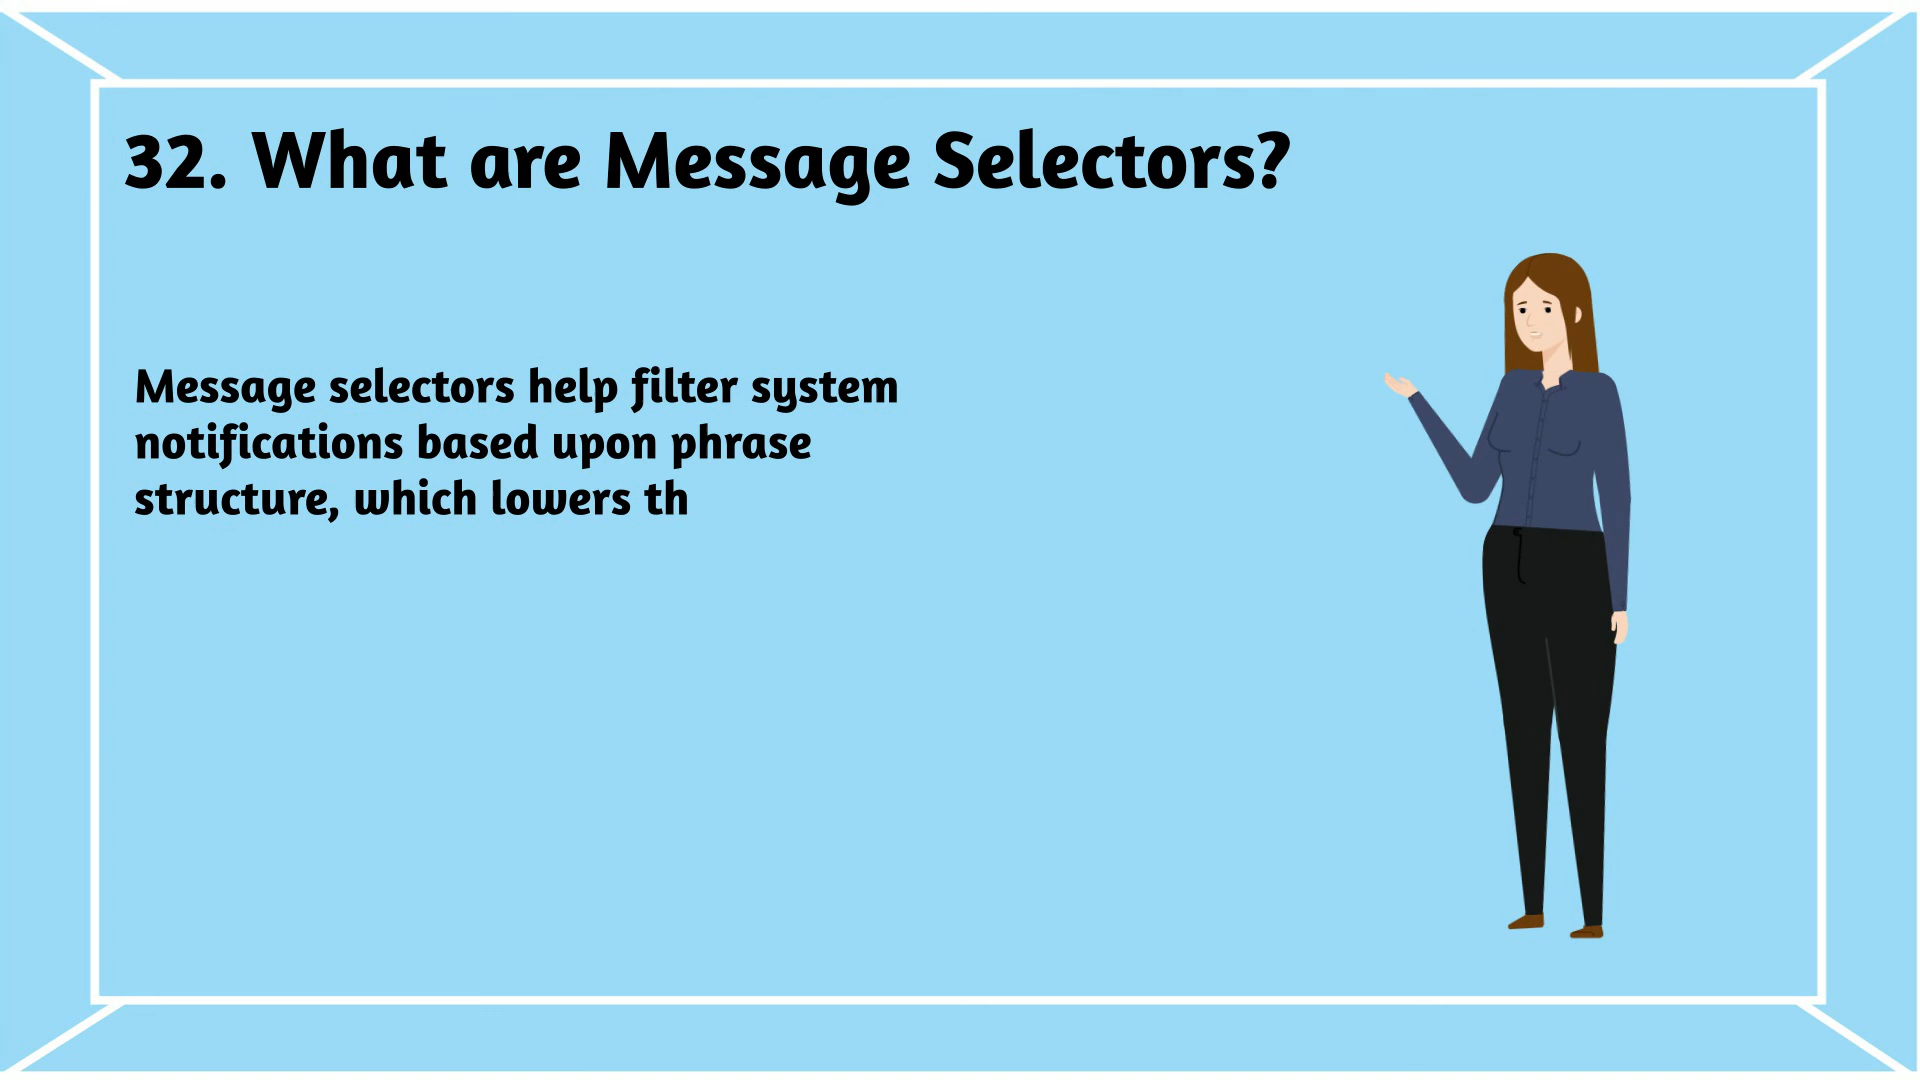 32. What are Message Selectors?
Message selectors help filter system
notifications based upon phrase
structure, which lowers th